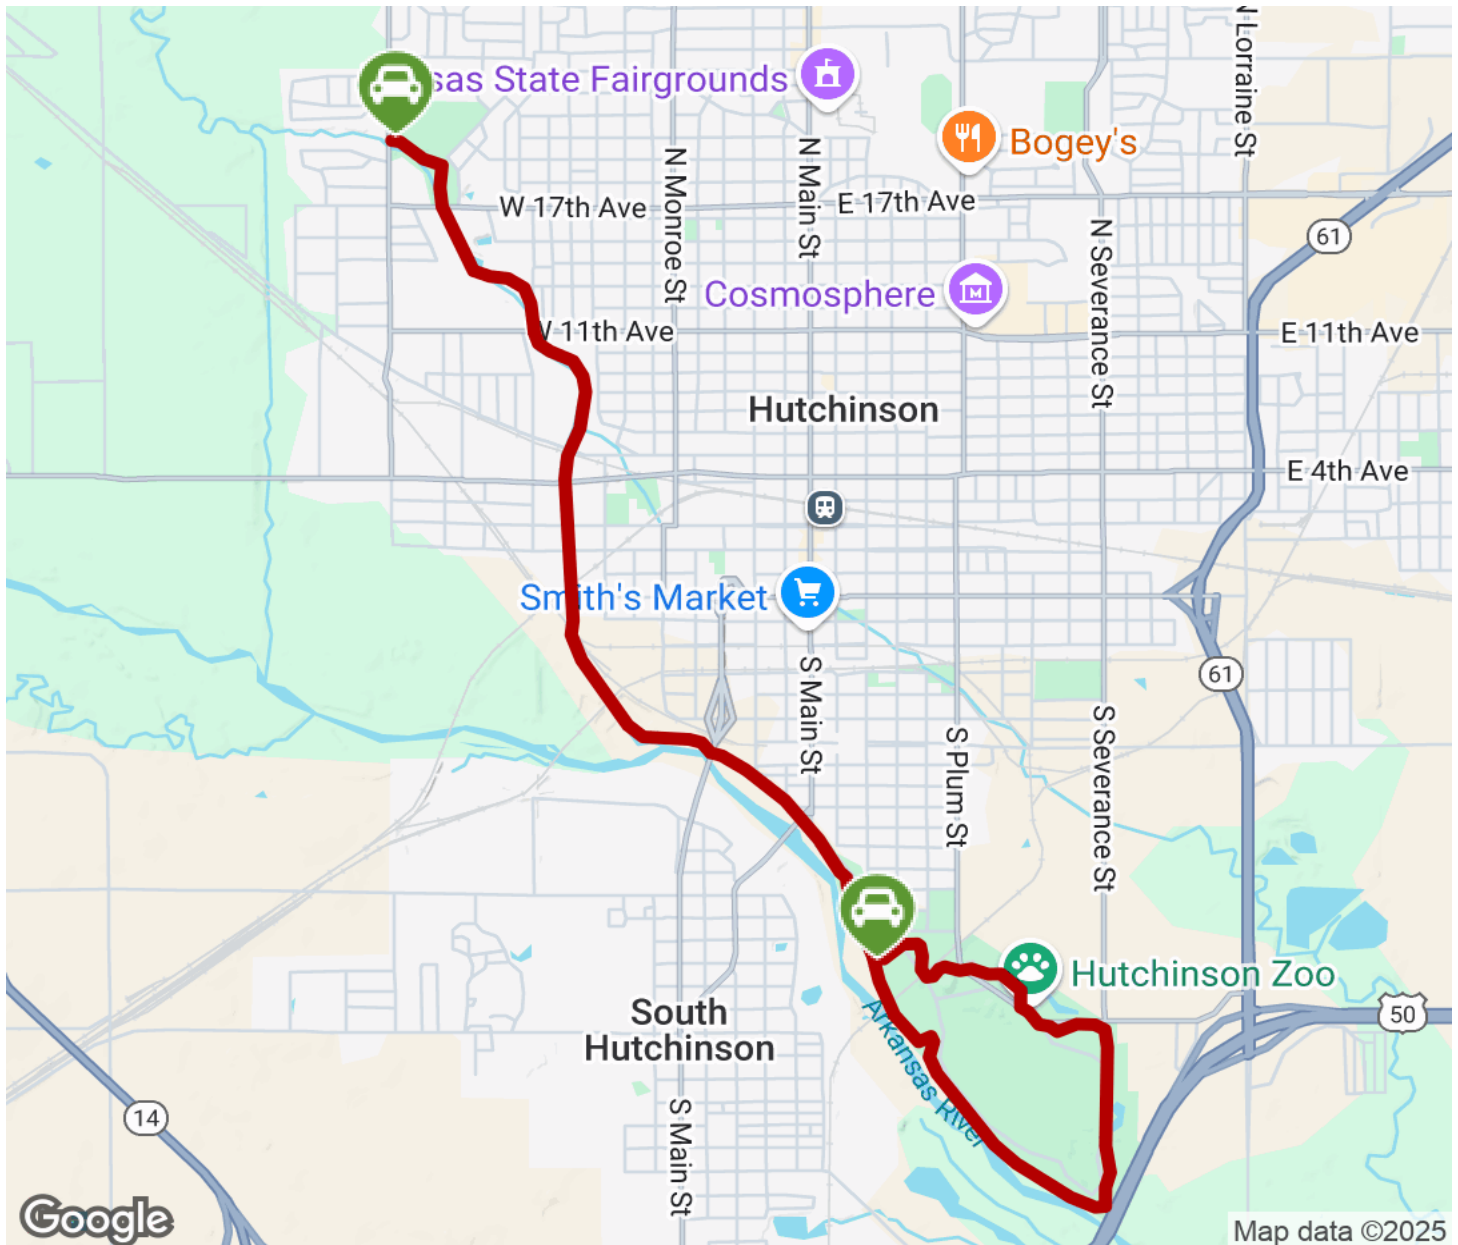 N Lorraine St
sas State Fairgrounds
Bogey's
N Monroe St
N Main St
W 17th Ave
E 17th Ave
61
N Severance St
Cosmosphere
11th Ave
E 11th Ave
Hutchinson
E 4th Ave
Smith's Market
61
S Main St
S Severance St
S Plum St
Hutchinson Zoo
South
Hutchinson
Arkansas River
50
S Main St
14
Google
Map data ©2025